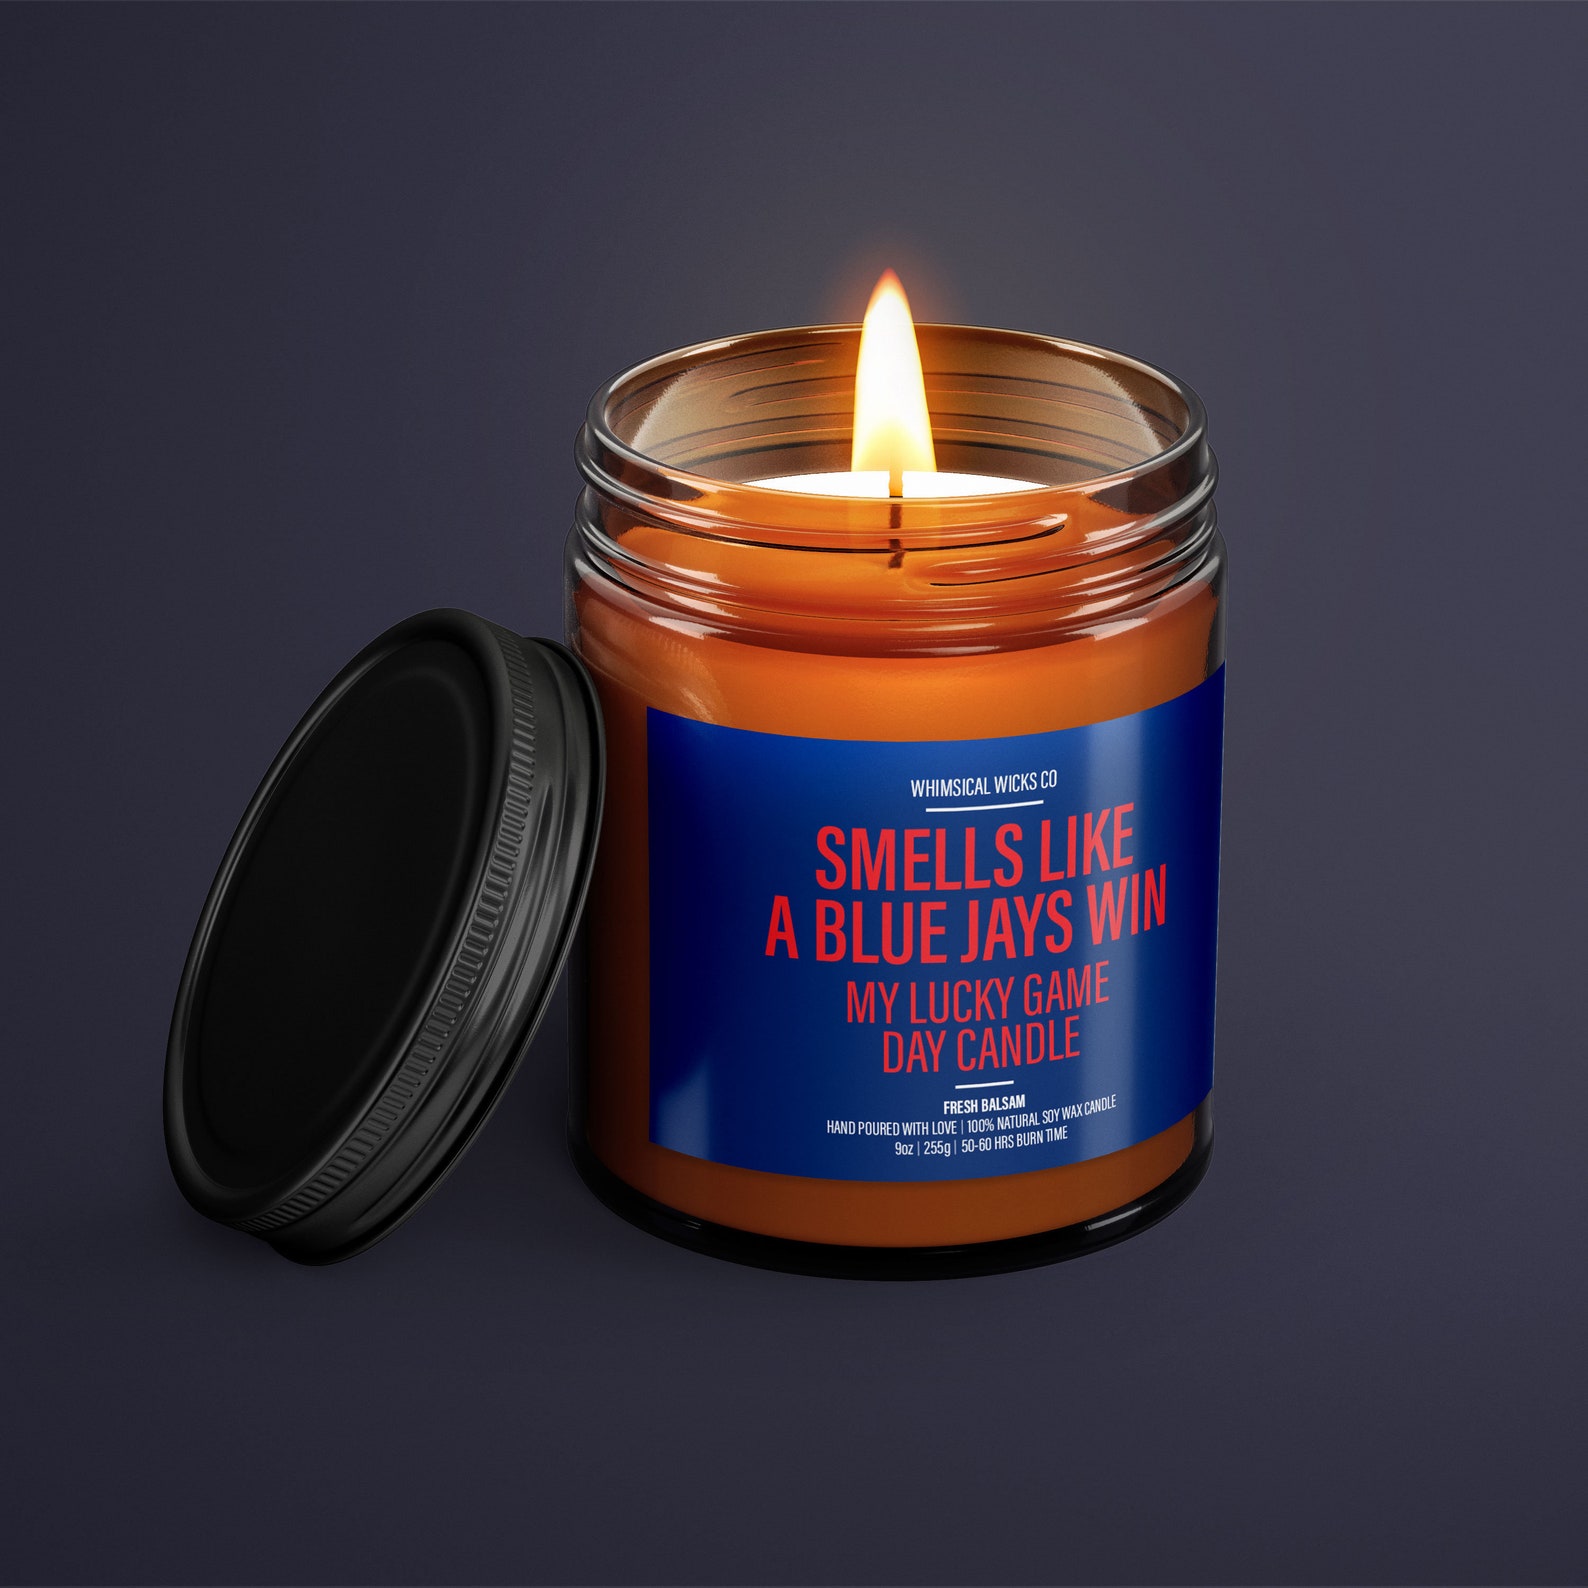 WHIMSICAL WICKS CO
SMELLS LIKE
A BLUE JAYS WIN
MY LUCKY GAME
DAY CANDLE
FRESH BALSAM
HAND POURED WITH LOVE | 100% NATURAL SOY WAX CANDLE
9oz | 255g | 50-60 HRS BURN TIME